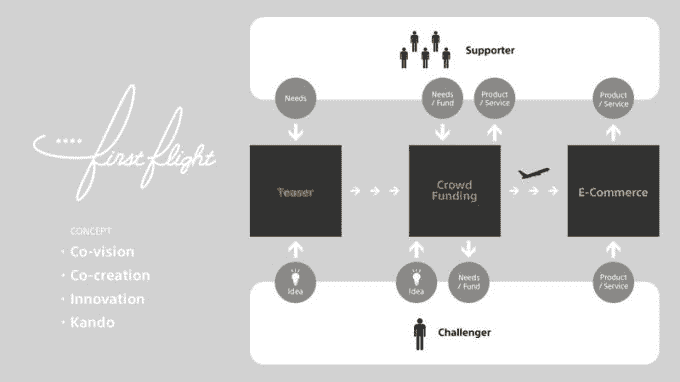 First Flight
CONCEPT
· Co-vision
· Co-creation
· Innovation
· Kando
Supporter
Needs
Needs
/ Fund
Product
/ Service
Product
/ Service
Teaser
Crowd
Funding
E-Commerce
Idea
Idea
Needs
/ Fund
Product
/ Service
Challenger